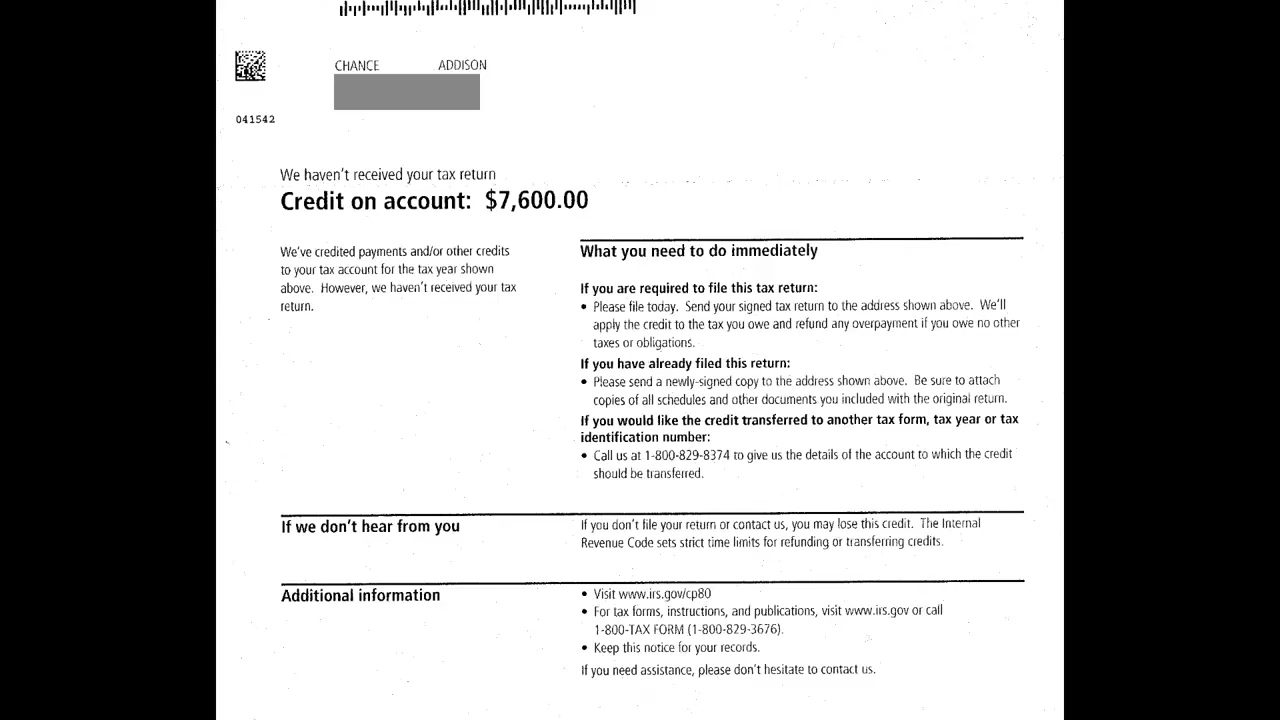 CHANCE ADDISON
041542
We haven't received your tax return
Credit on account: $7,600.00
We've credited payments and/or other credits
to your tax account for the tax year shown
above. However, we haven't received your tax
return.
What you need to do immediately
If you are required to file this tax return:
• Please file today. Send your signed tax return to the address shown above. We'll
apply the credit to the tax you owe and refund any overpayment if you owe no other
taxes or obligations.
If you have already filed this return:
• Please send a newly-signed copy to the address shown above. Be sure to attach
copies of all schedules and other documents you included with the original return.
If you would like the credit transferred to another tax form, tax year or tax
identification number:
• Call us at 1-800-829-8374 to give us the details of the account to which the credit
should be transferred.
If we don't hear from you
If you don't file your return or contact us, you may lose this credit. The Internal
Revenue Code sets strict time limits for refunding or transferring credits.
Additional information
• Visit www.irs.gov/cp80
• For tax forms, instructions, and publications, visit www.irs.gov or call
1-800-TAX FORM (1-800-829-3676).
• Keep this notice for your records.
If you need assistance, please don't hesitate to contact us.